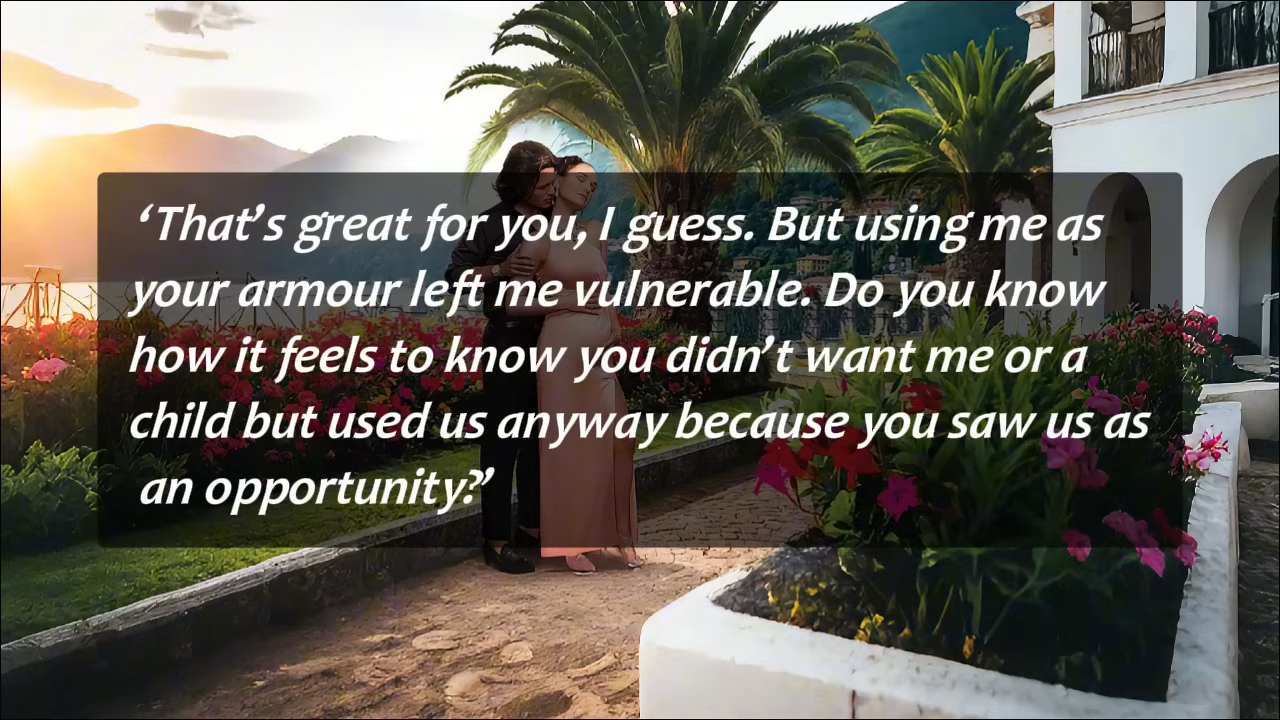 ‘That’s great for you, I guess. But using me as
your armour left me vulnerable. Do you know
how it feels to know you didn’t want me or a
child but used us anyway because you saw us as
an opportunity?’